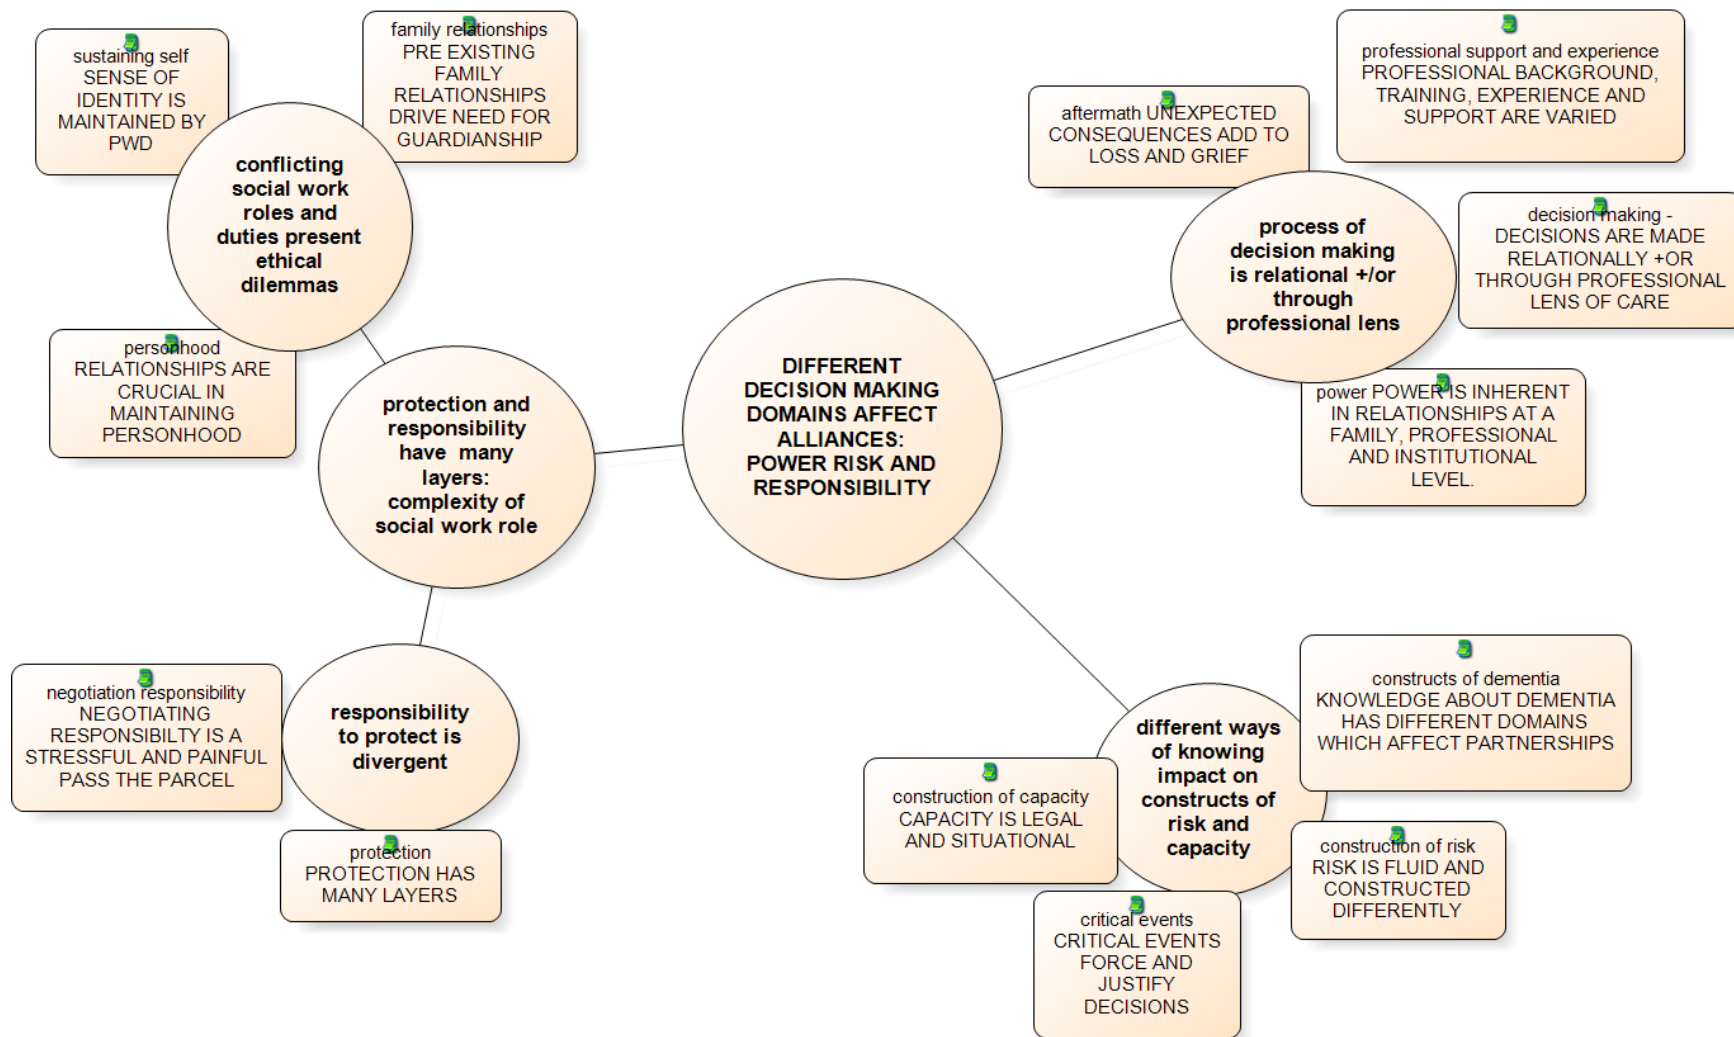 sustaining self
SENSE OF
IDENTITY IS
MAINTAINED BY
PWD
family relationships
PRE EXISTING
FAMILY
RELATIONSHIPS
DRIVE NEED FOR
GUARDIANSHIP
conflicting
social work
roles and
duties present
ethical
dilemmas
personhood
RELATIONSHIPS ARE
CRUCIAL IN
MAINTAINING
PERSONHOOD
protection and
responsibility
have many
layers:
complexity of
social work role
negotiation responsibility
NEGOTIATING
RESPONSIBILTY IS A
STRESSFUL AND PAINFUL
PASS THE PARCEL
responsibility
to protect is
divergent
protection
PROTECTION HAS
MANY LAYERS
DIFFERENT
DECISION MAKING
DOMAINS AFFECT
ALLIANCES:
POWER RISK AND
RESPONSIBILITY
aftermath UNEXPECTED
CONSEQUENCES ADD TO
LOSS AND GRIEF
professional support and experience
PROFESSIONAL BACKGROUND,
TRAINING, EXPERIENCE AND
SUPPORT ARE VARIED
process of
decision making
is relational +/or
through
professional lens
decision making -
DECISIONS ARE MADE
RELATIONALLY +OR
THROUGH PROFESSIONAL
LENS OF CARE
power POWER IS INHERENT
IN RELATIONSHIPS AT A
FAMILY, PROFESSIONAL
AND INSTITUTIONAL
LEVEL.
constructs of dementia
KNOWLEDGE ABOUT DEMENTIA
HAS DIFFERENT DOMAINS
WHICH AFFECT PARTNERSHIPS
different ways
of knowing
impact on
constructs of
risk and
capacity
construction of capacity
CAPACITY IS LEGAL
AND SITUATIONAL
construction of risk
RISK IS FLUID AND
CONSTRUCTED
DIFFERENTLY
critical events
CRITICAL EVENTS
FORCE AND
JUSTIFY
DECISIONS